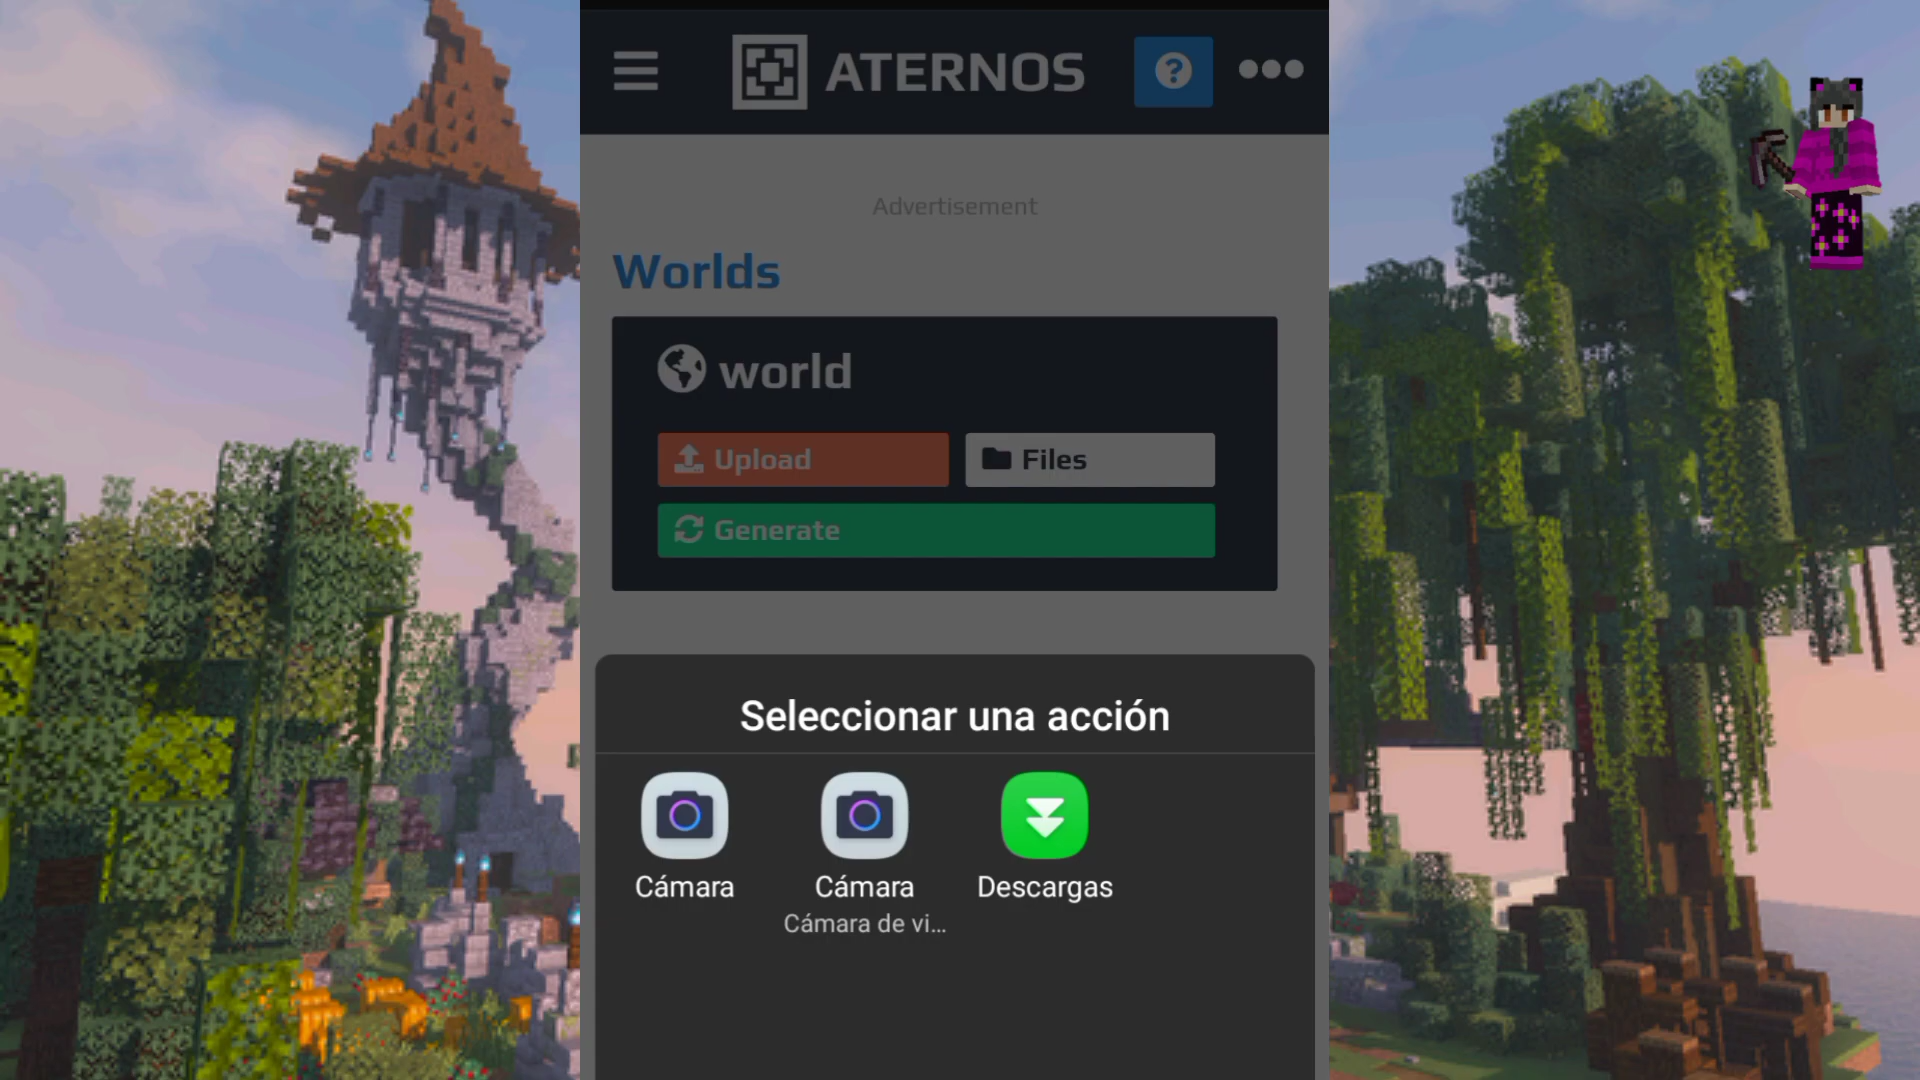 ATERNOS
Advertisement
Worlds
world
Upload
Files
Generate
Seleccionar una acción
Cámara
Cámara
Cámara de vi...
Descargas